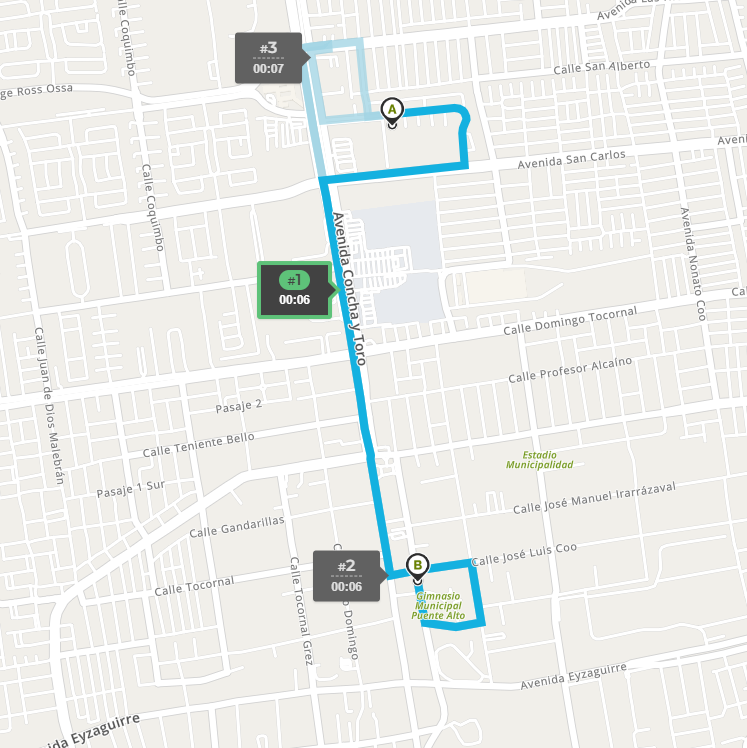 Avenida Las
Calle Coquimbo
#3
00:07
Calle San Alberto
ge Ross Ossa
A
Aveni
Avenida San Carlos
Calle Coquimbo
Avenida Concha y Toro
Avenida Nonato Coo
#1
00:06
Cal
Calle Domingo Tocornal
Calle Juan de Dios Malebrán
Calle Profesor Alcaíno
Pasaje 2
Calle Teniente Bello
Estadio
Municipalidad
Pasaje 1 Sur
Calle José Manuel Irarrázaval
Calle Gandarillas
Calle José Luis Coo
#2
00:06
B
Calle Tocornal
Gimnasio
Municipal
Puente Alto
Calle Tocornal Grez
o Domingo
Avenida Eyzaguirre
ida Eyzaguirre